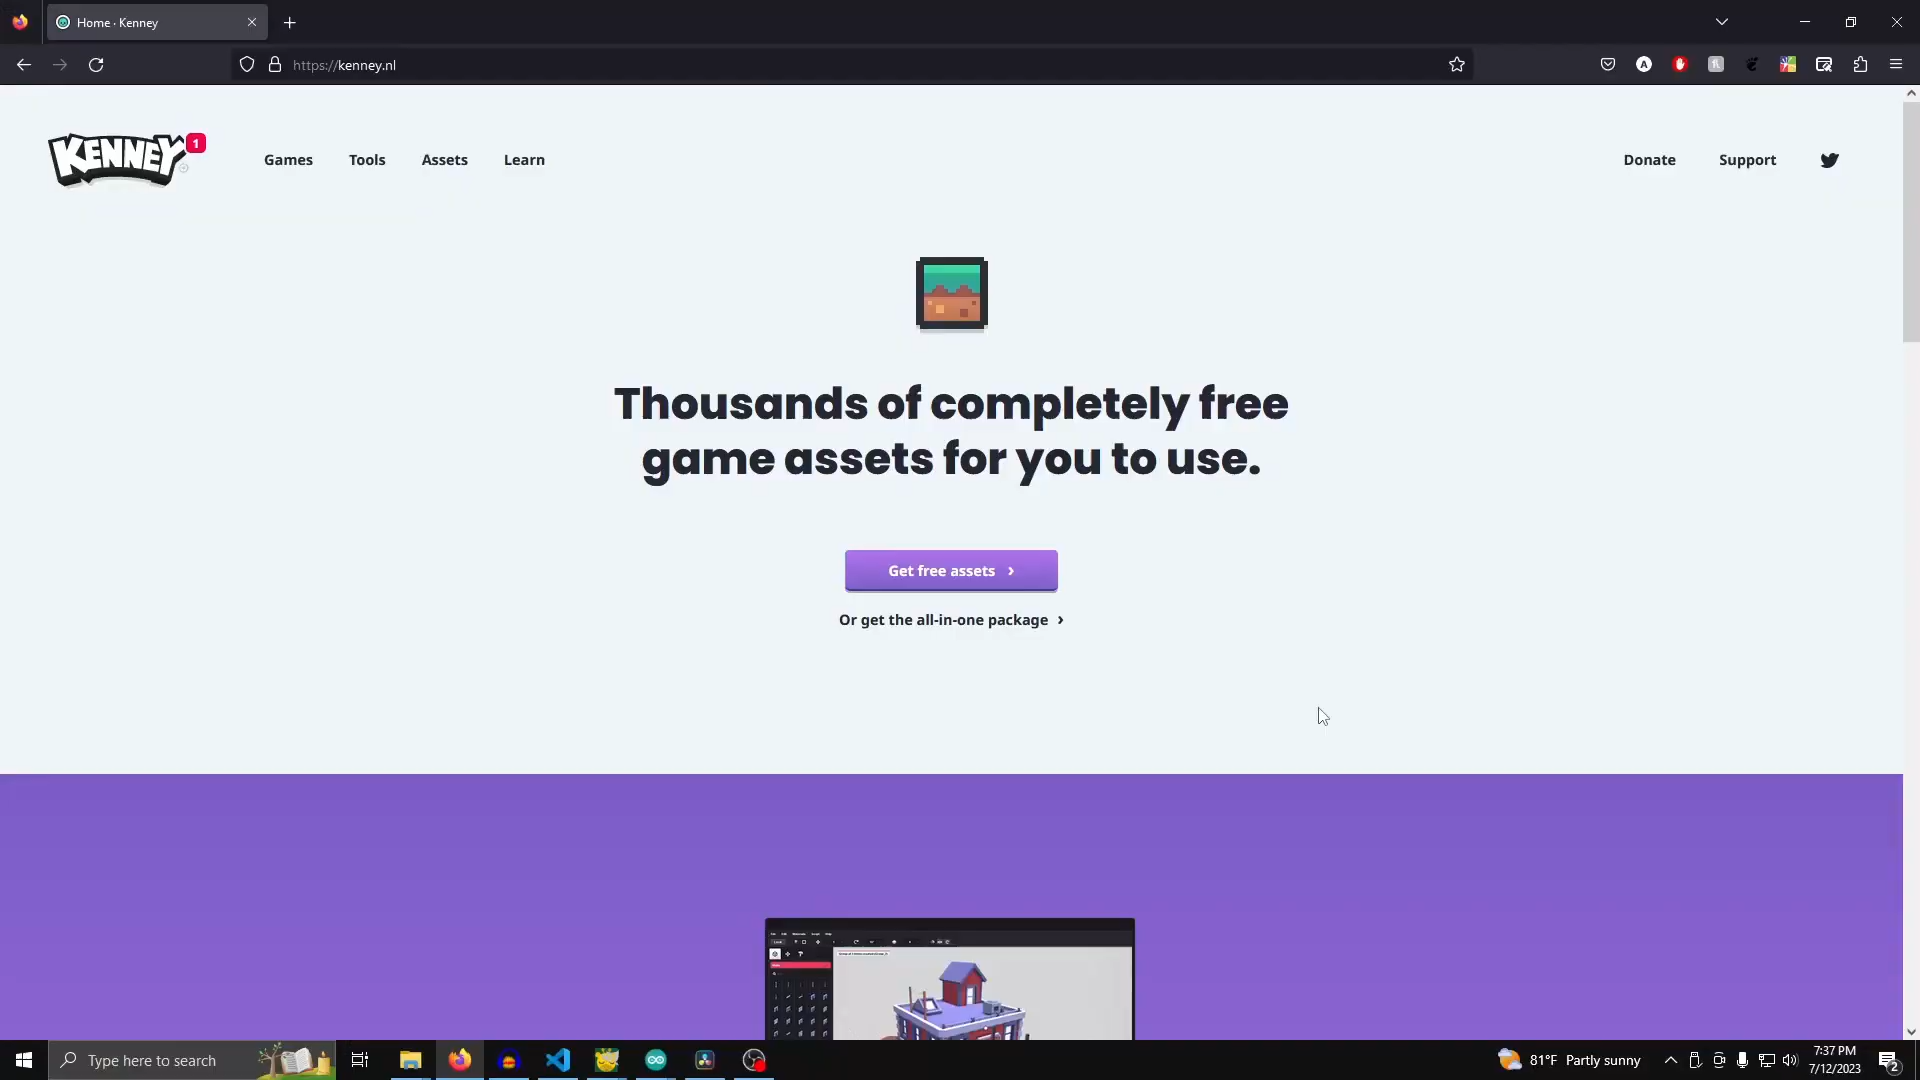 Home · Kenney
https://kenney.nl
KENNEY
1
Games
Tools
Assets
Learn
Donate
Support
Thousands of completely free
game assets for you to use.
Get free assets ›
Or get the all-in-one package ›
Type here to search
81°F Partly sunny
7:37 PM
7/12/2023
2